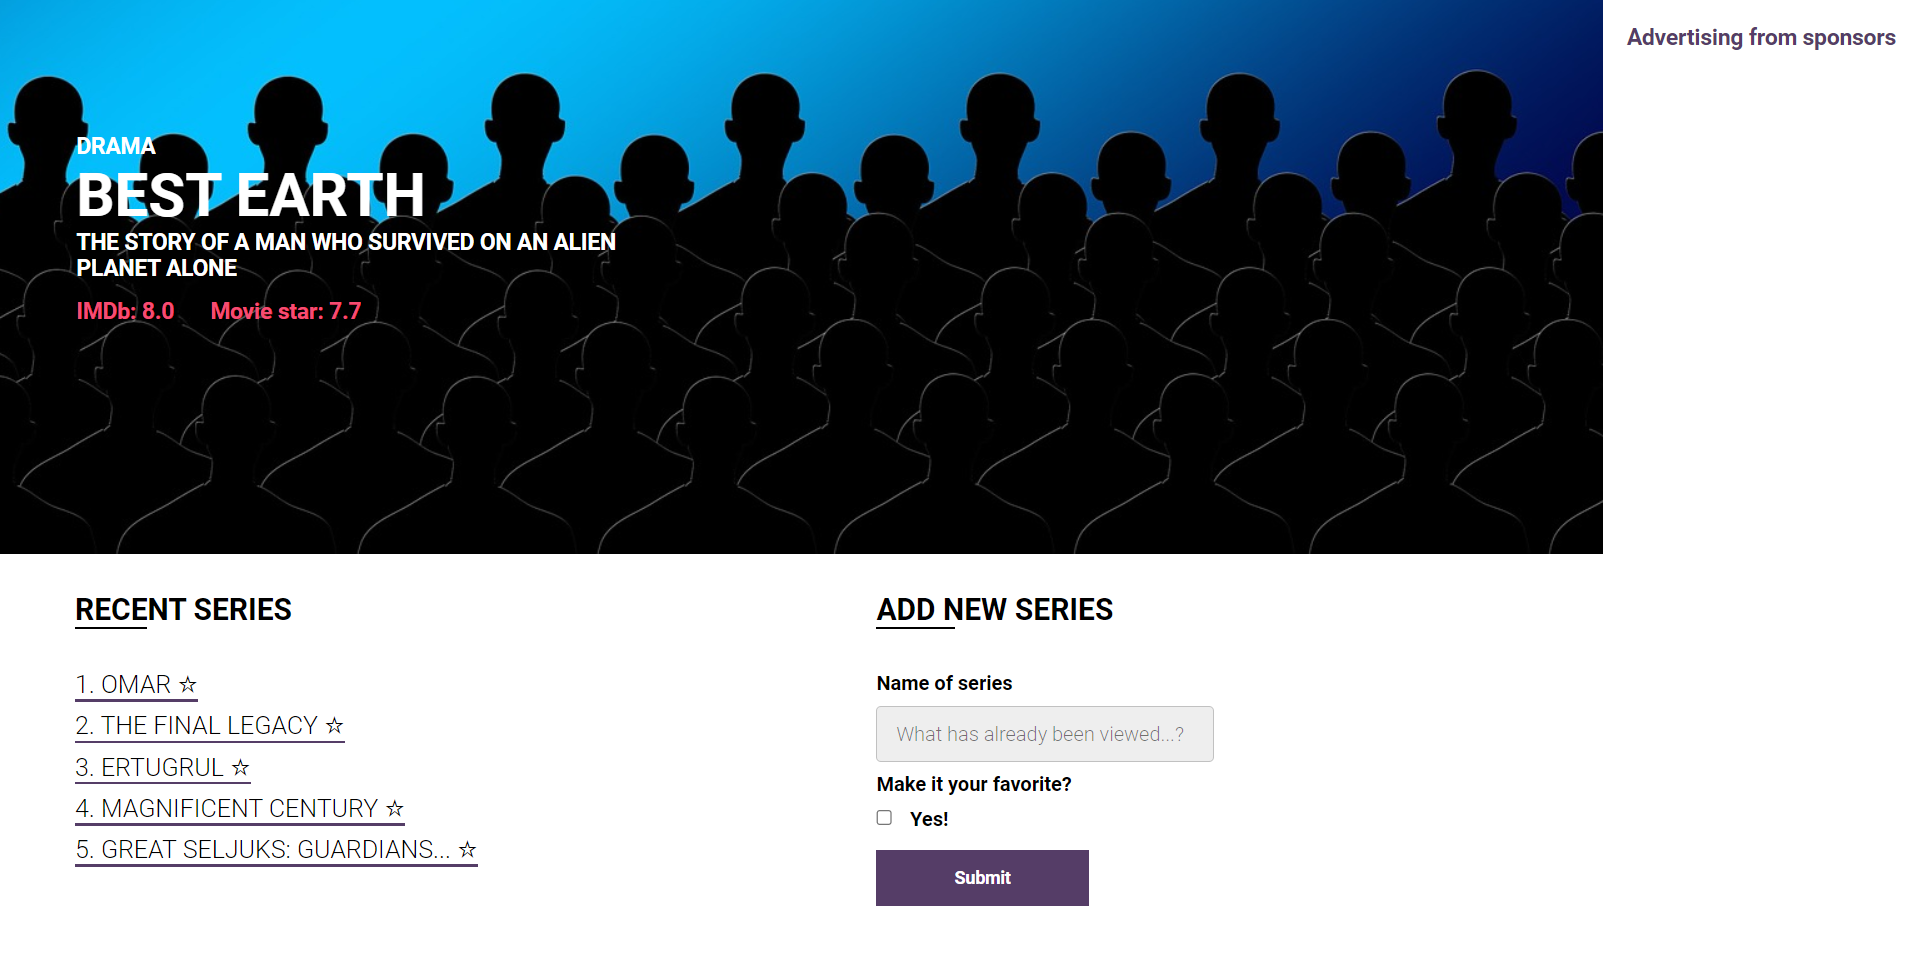 Advertising from sponsors
DRAMA
BEST EARTH
THE STORY OF A MAN WHO SURVIVED ON AN ALIEN
PLANET ALONE
IMDb: 8.0 Movie star: 7.7
RECENT SERIES
1. OMAR ☆
2. THE FINAL LEGACY ☆
3. ERTUGRUL ☆
4. MAGNIFICENT CENTURY ☆
5. GREAT SELJUKS: GUARDIANS... ☆
ADD NEW SERIES
Name of series
What has already been viewed...?
Make it your favorite?
Yes!
Submit